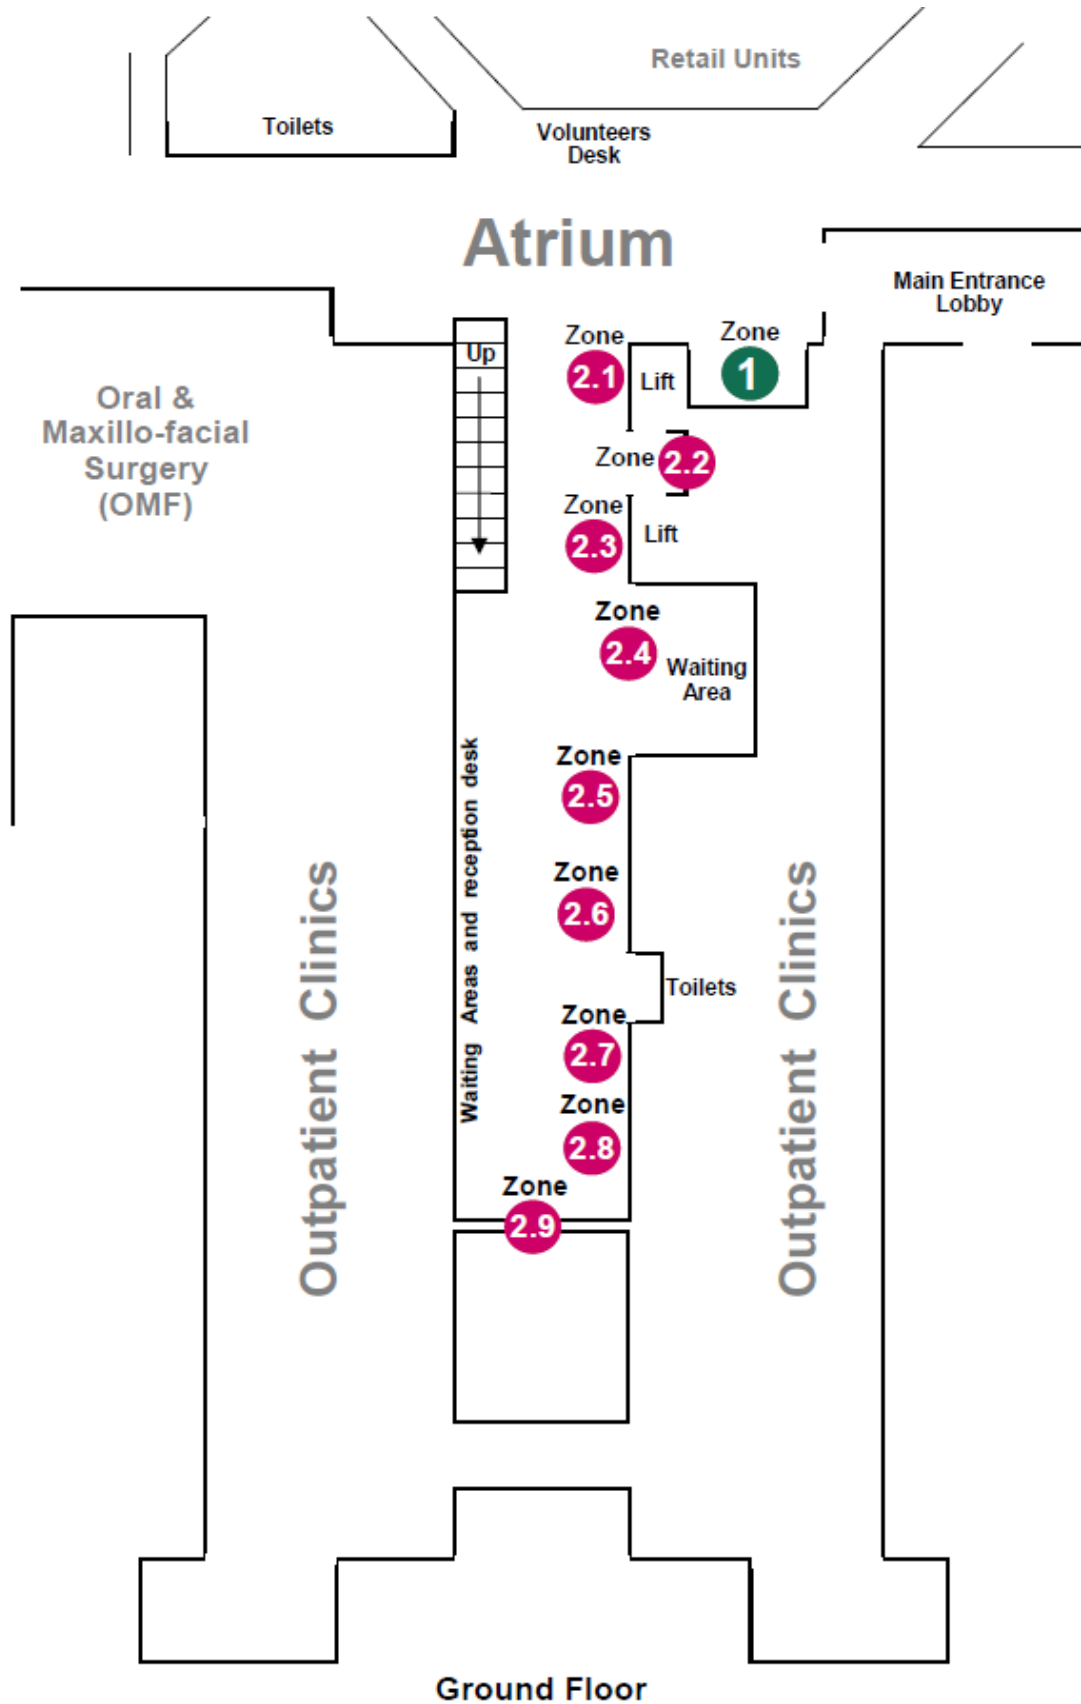 Retail Units
Toilets
Volunteers
Desk
Atrium
Main Entrance
Lobby
Zone
1
Zone
2.1
Up
Lift
Oral &
Maxillo-facial
Surgery
(OMF)
Zone
2.2
Zone
2.3
Lift
Zone
2.4
Waiting
Area
Zone
2.5
Waiting Areas and reception desk
Zone
2.6
Outpatient Clinics
Outpatient Clinics
Toilets
Zone
2.7
Zone
2.8
Zone
2.9
Ground Floor